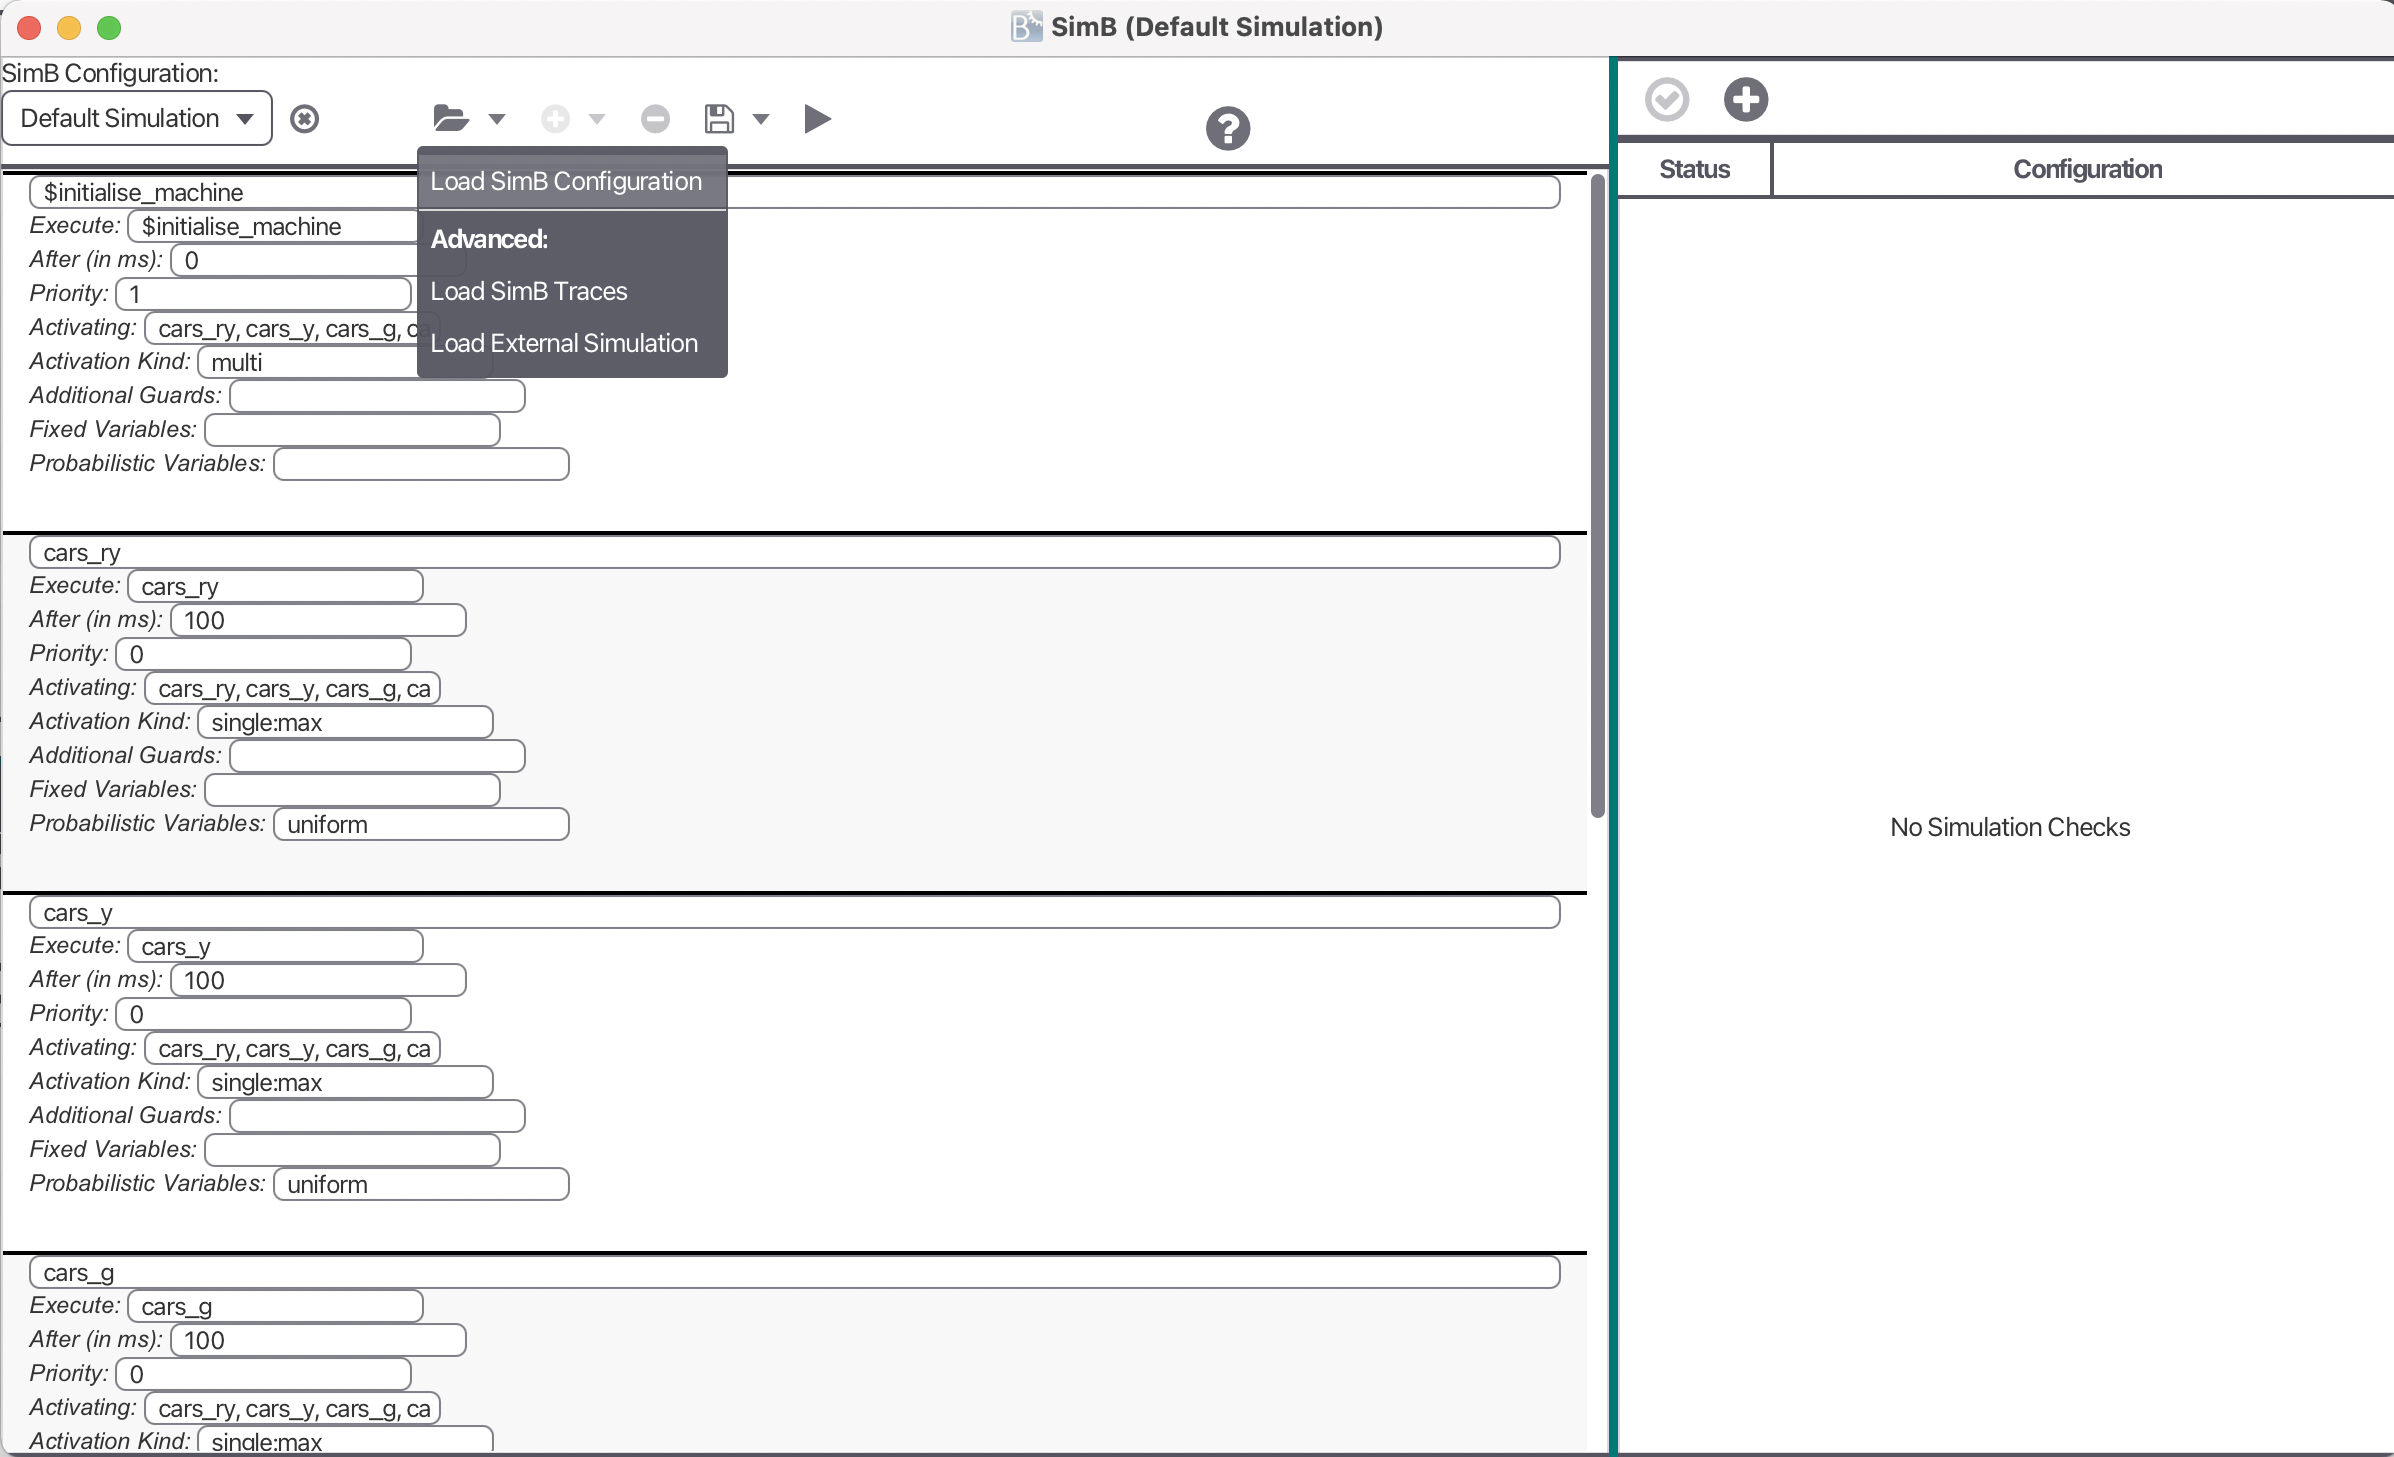 SimB (Default Simulation)
SimB Configuration:
Default Simulation
Load SimB Configuration
Advanced:
Load SimB Traces
Load External Simulation
$initialise_machine
Execute: $initialise_machine
After (in ms): 0
Priority: 1
Activating: cars_ry, cars_y, cars_g, ca
Activation Kind: multi
Additional Guards:
Fixed Variables:
Probabilistic Variables:
cars_ry
Execute: cars_ry
After (in ms): 100
Priority: 0
Activating: cars_ry, cars_y, cars_g, ca
Activation Kind: single:max
Additional Guards:
Fixed Variables:
Probabilistic Variables: uniform
cars_y
Execute: cars_y
After (in ms): 100
Priority: 0
Activating: cars_ry, cars_y, cars_g, ca
Activation Kind: single:max
Additional Guards:
Fixed Variables:
Probabilistic Variables: uniform
cars_g
Execute: cars_g
After (in ms): 100
Priority: 0
Activating: cars_ry, cars_y, cars_g, ca
Activation Kind: single:max
Status Configuration
No Simulation Checks